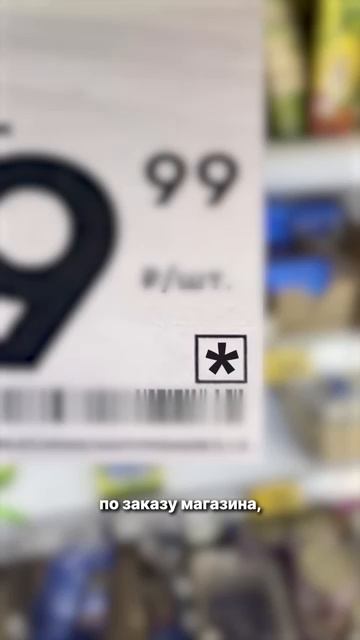 9
99
₽/шт.
*
по заказу магазина,